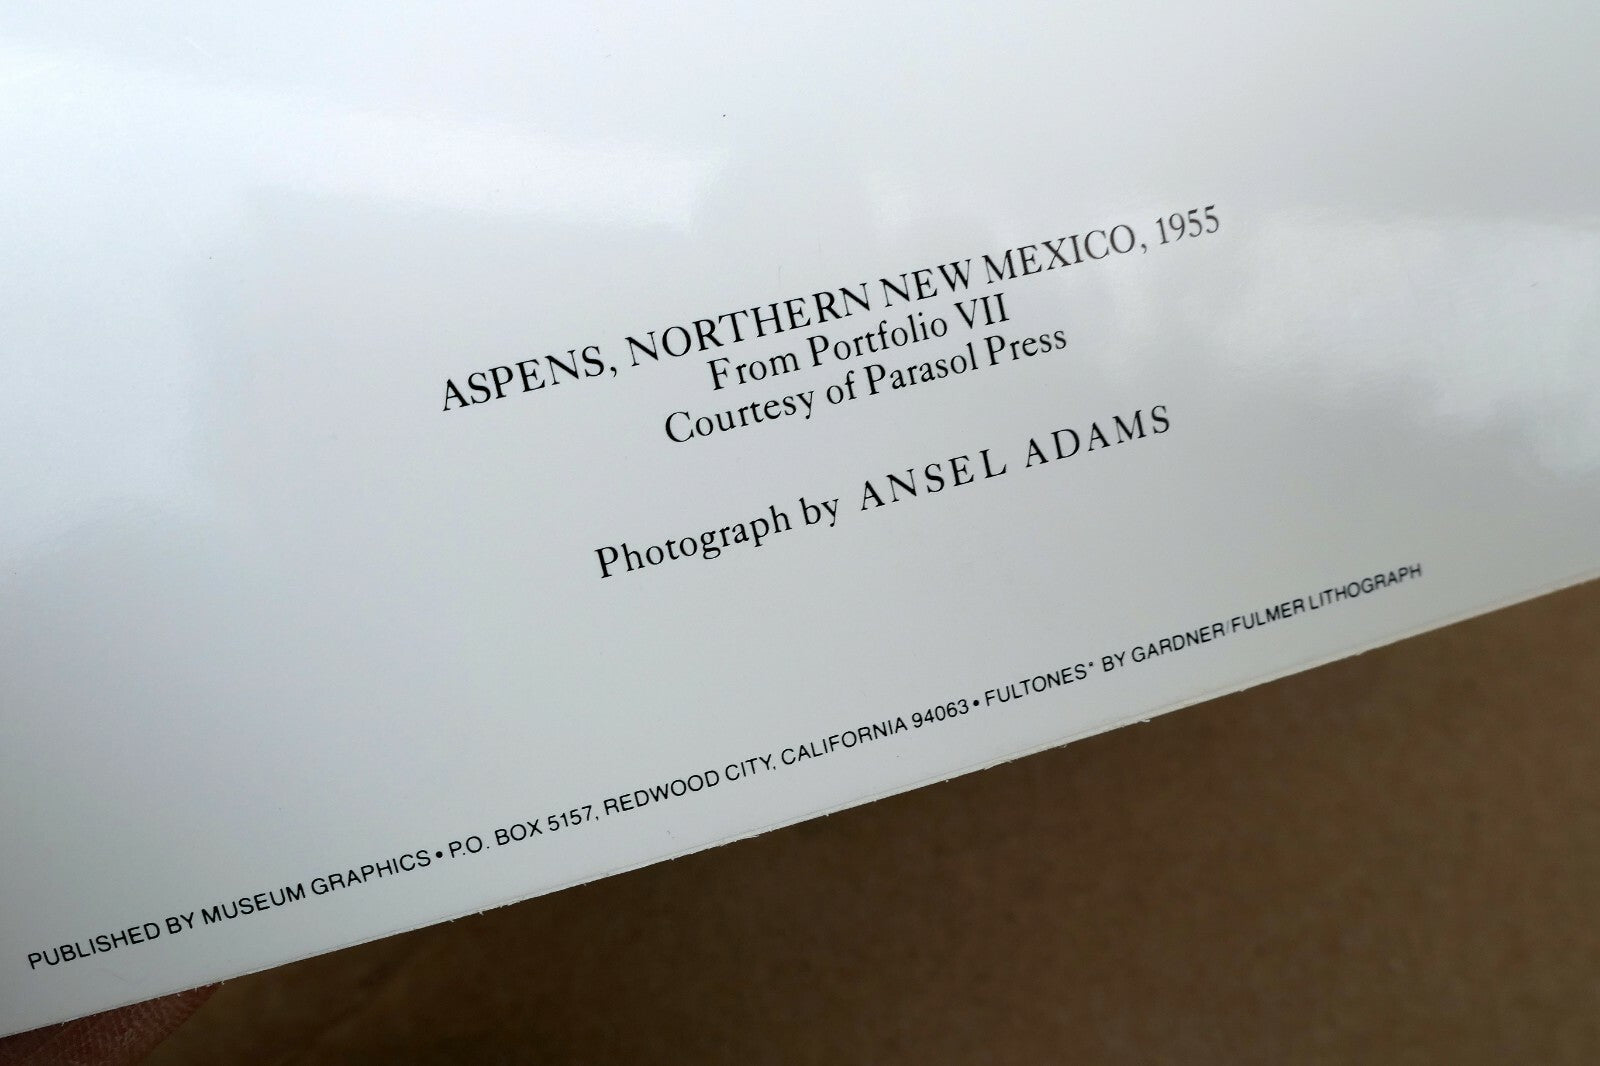 ASPENS, NORTHERN NEW MEXICO, 1955
From Portfolio VII
Courtesy of Parasol Press
Photograph by ANSEL ADAMS
PUBLISHED BY MUSEUM GRAPHICS • P.O. BOX 5157, REDWOOD CITY, CALIFORNIA 94063 • FULTONES* BY GARDNER/FULMER LITHOGRAPH